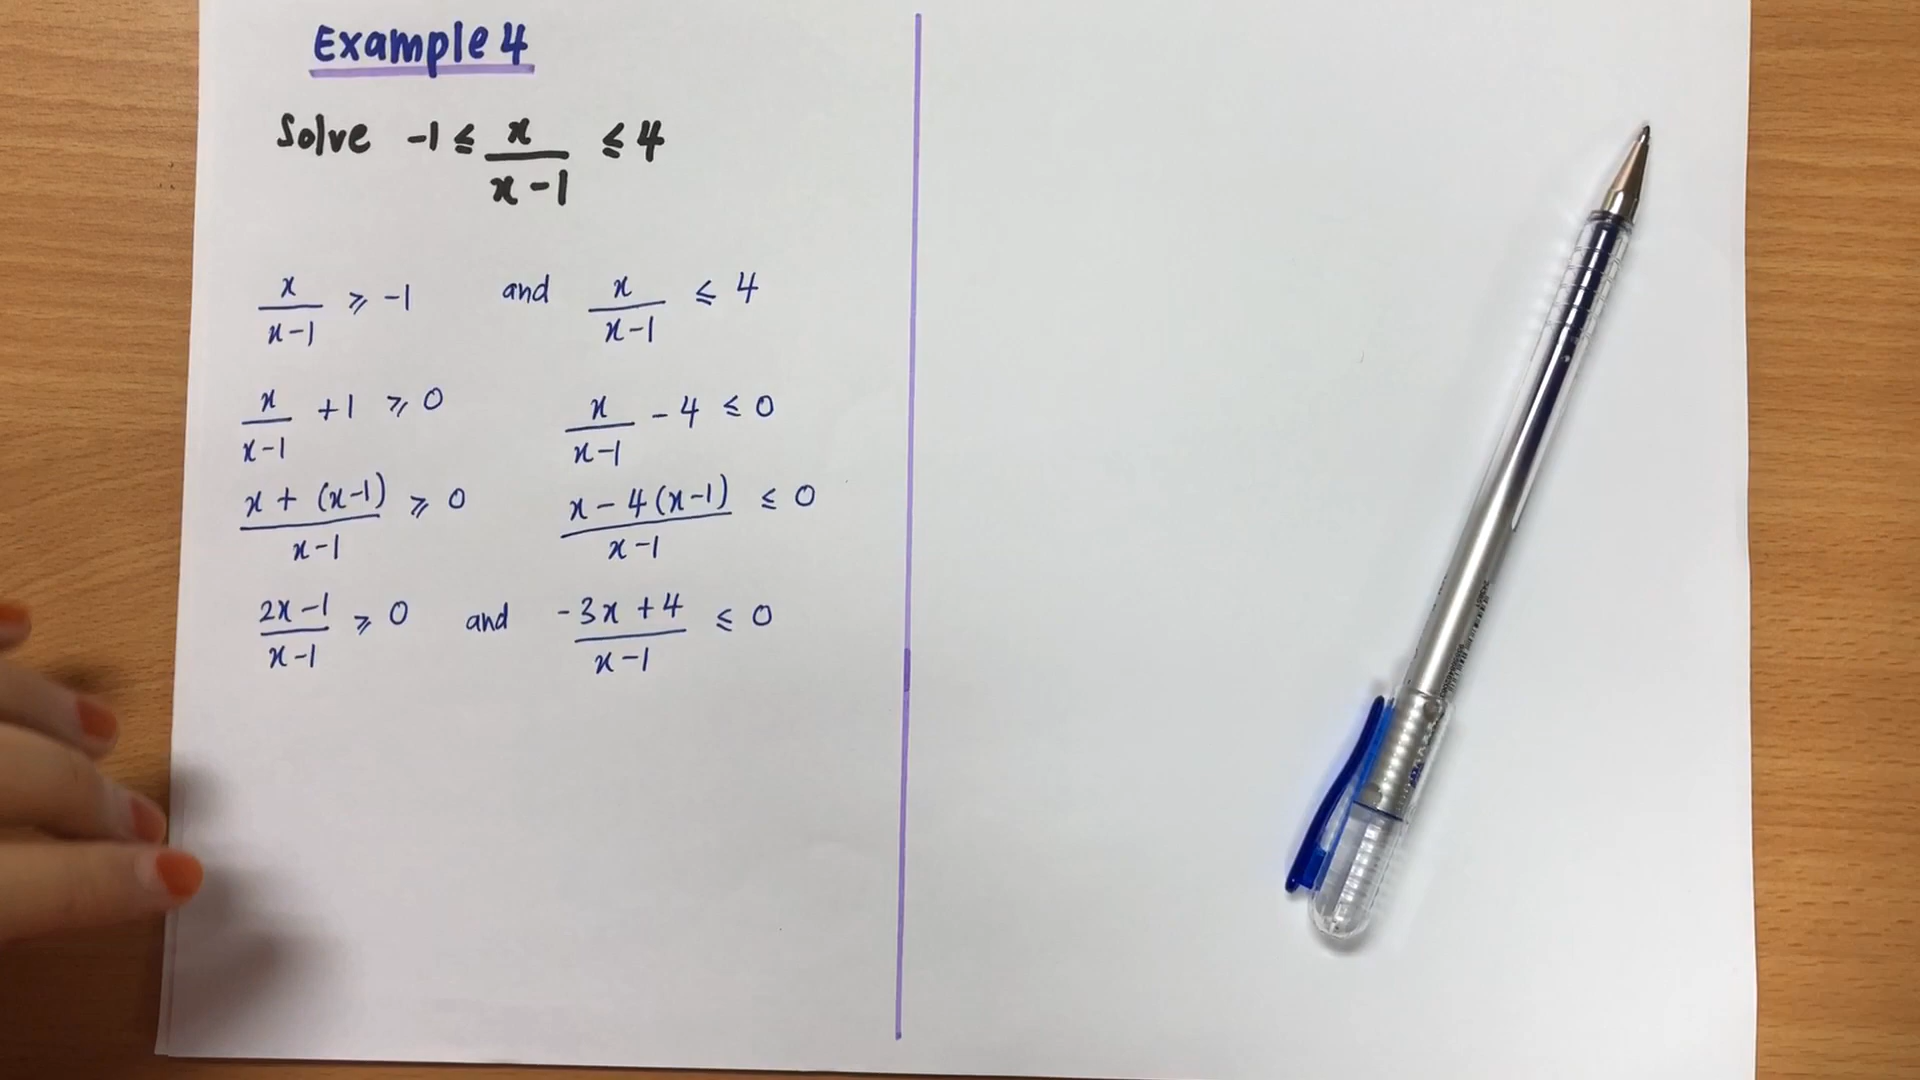 Example 4
Solve -1 ≤ x/(x-1) ≤ 4
x/(x-1) ≥ -1 and x/(x-1) ≤ 4
x/(x-1) +1 ≥ 0 x/(x-1) - 4 ≤ 0
(x + (x-1))/(x-1) ≥ 0 (x - 4(x-1))/(x-1) ≤ 0
(2x-1)/(x-1) ≥ 0 and (-3x+4)/(x-1) ≤ 0